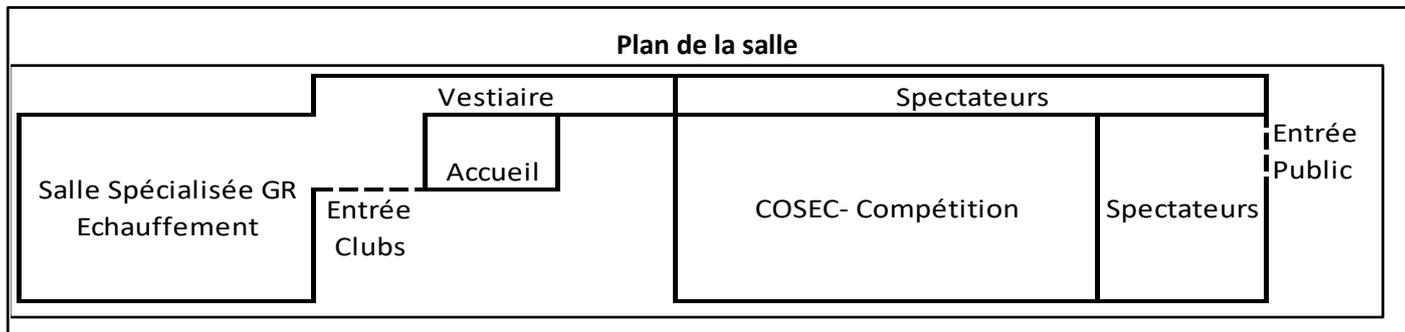 Plan de la salle
Vestiaire
Spectateurs
Salle Spécialisée GR
Echauffement
Entrée
Clubs
Accueil
COSEC- Compétition
Spectateurs
Entrée
Public